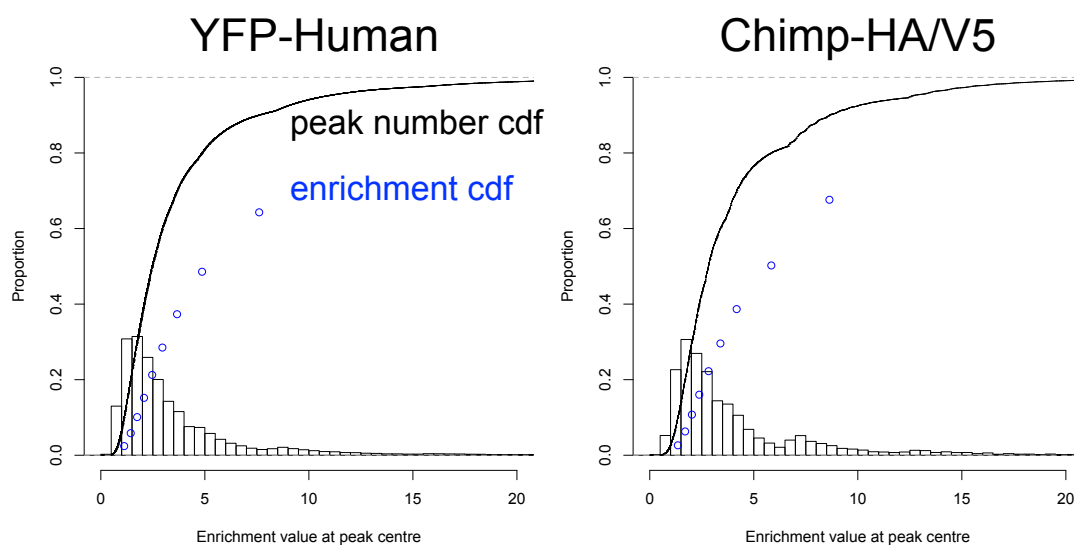 YFP-Human
Chimp-HA/V5
peak number cdf
enrichment cdf
Proportion
0.0
0.2
0.4
0.6
0.8
1.0
0
5
10
15
20
Enrichment value at peak centre
Proportion
0.0
0.2
0.4
0.6
0.8
1.0
0
5
10
15
20
Enrichment value at peak centre